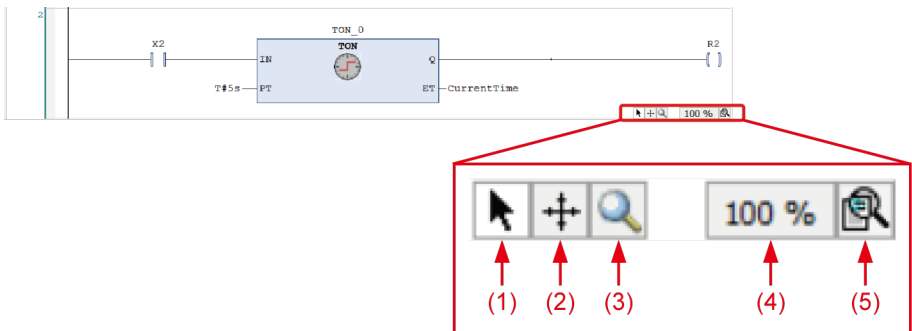 2
TON_0
X2
TON
R2
IN
Q
T#5s
PT
ET
CurrentTime
100 %
100 %
(1)
(2)
(3)
(4)
(5)